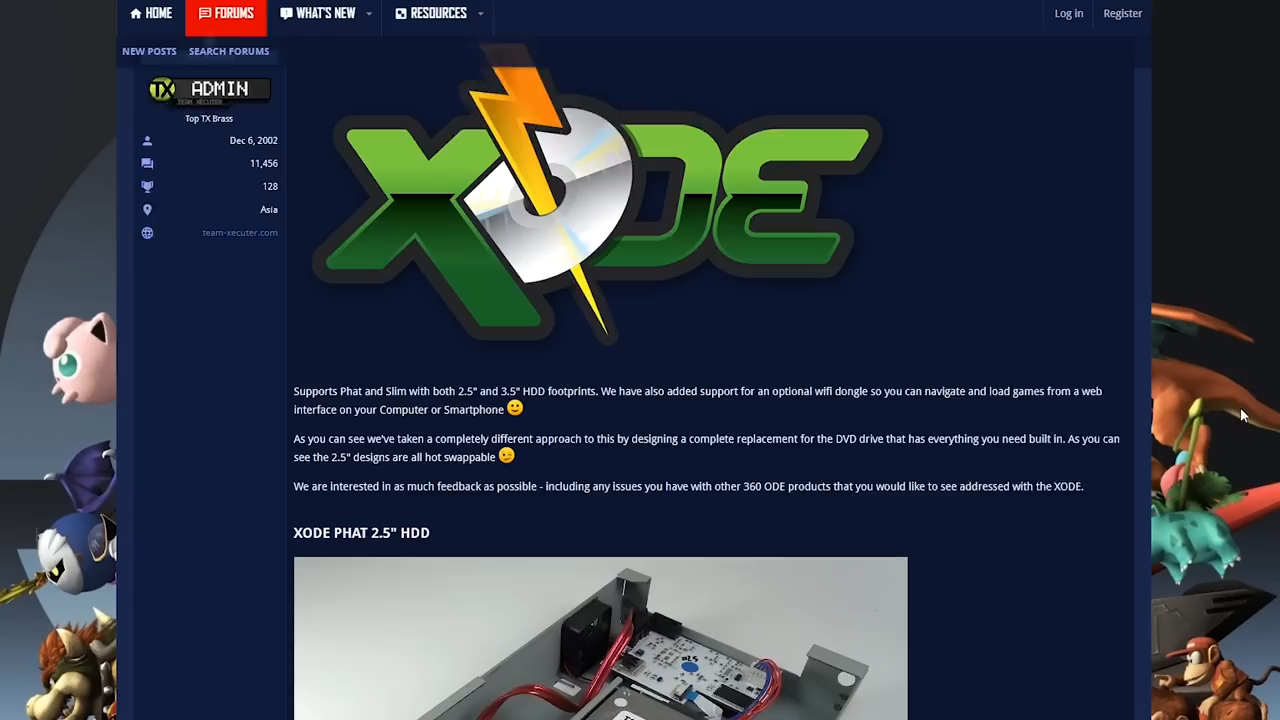 HOME
FORUMS
WHAT'S NEW
RESOURCES
Log in
Register
NEW POSTS
SEARCH FORUMS
TX ADMIN
TEAM XECUTER
Top TX Brass
Dec 6, 2002
11,456
128
Asia
team-xecuter.com
XODE
Supports Phat and Slim with both 2.5" and 3.5" HDD footprints. We have also added support for an optional wifi dongle so you can navigate and load games from a web
interface on your Computer or Smartphone
As you can see we've taken a completely different approach to this by designing a complete replacement for the DVD drive that has everything you need built in. As you can
see the 2.5" designs are all hot swappable
We are interested in as much feedback as possible - including any issues you have with other 360 ODE products that you would like to see addressed with the XODE.
XODE PHAT 2.5" HDD